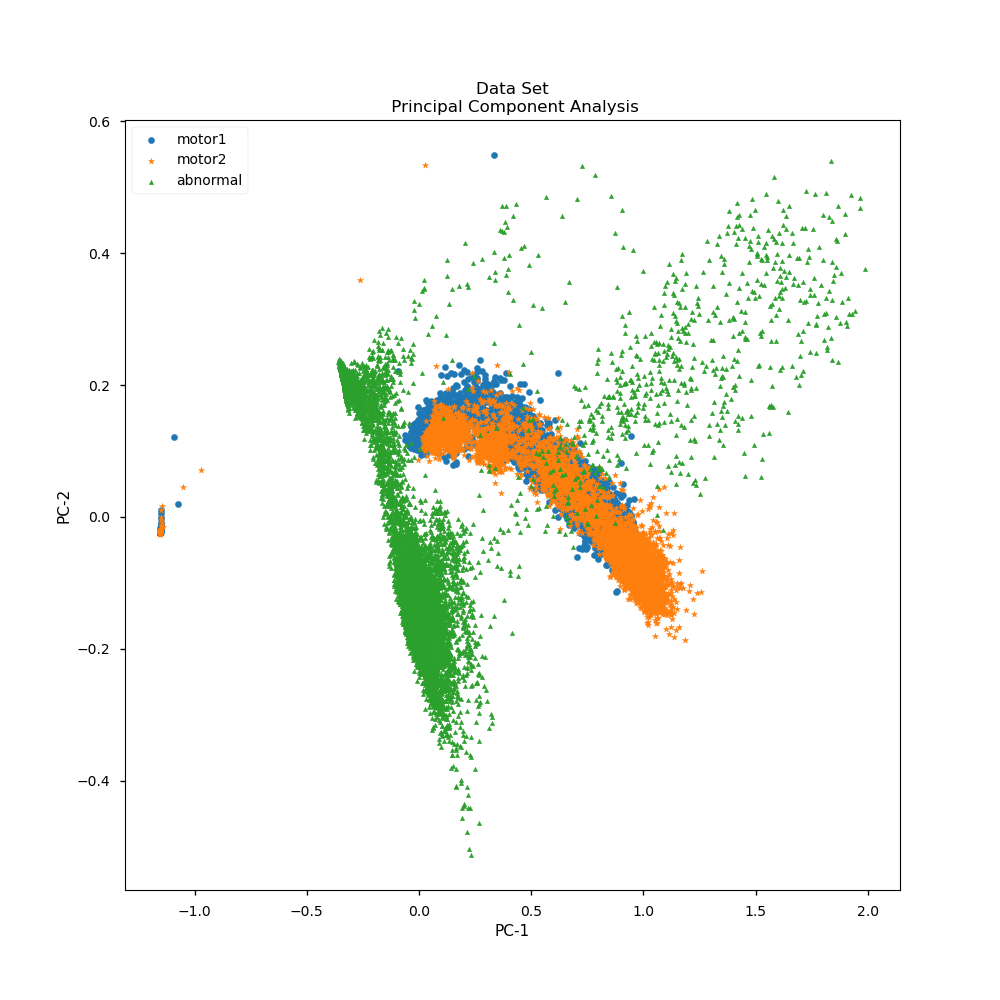 Data Set
Principal Component Analysis
motor1
motor2
abnormal
0.6
0.4
0.2
0.0
−0.2
−0.4
PC-2
−1.0
−0.5
0.0
0.5
1.0
1.5
2.0
PC-1